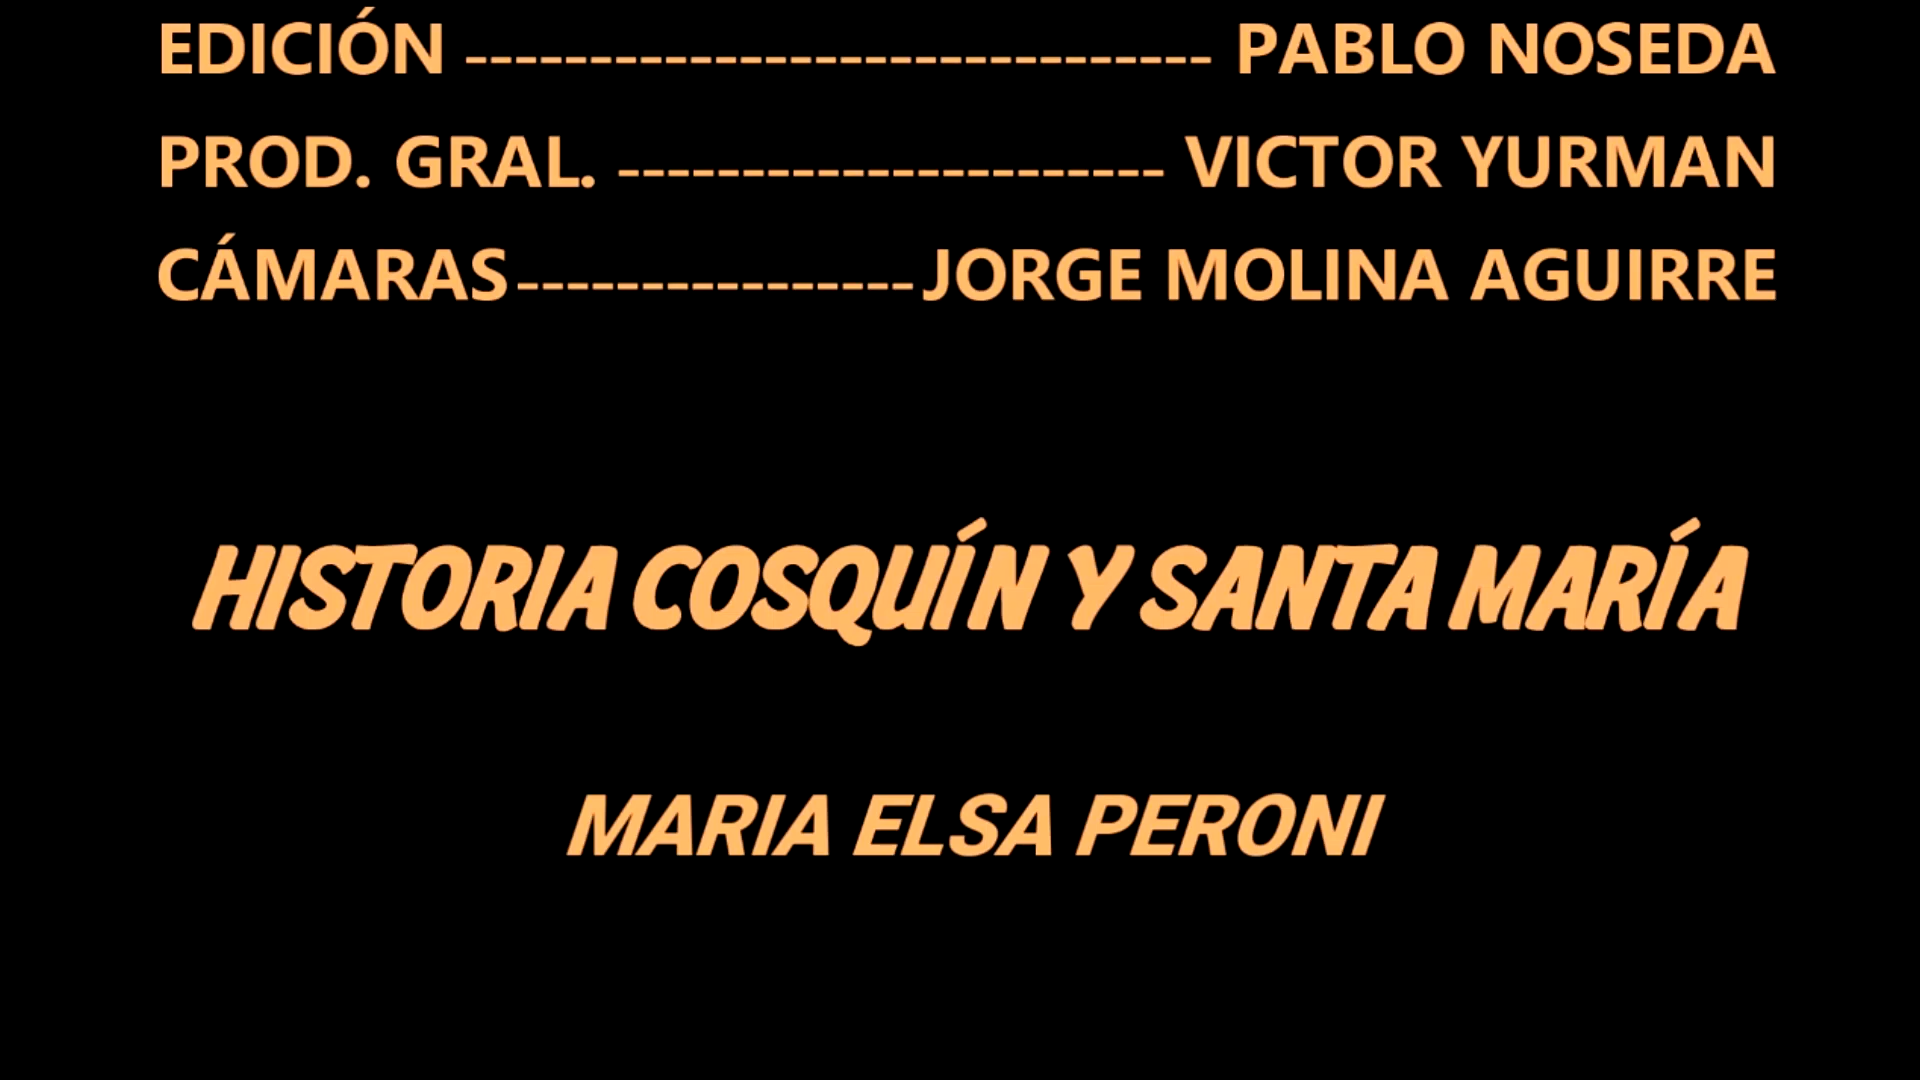 EDICIÓN ------------------------------ PABLO NOSEDA
PROD. GRAL. ---------------------- VICTOR YURMAN
CÁMARAS----------------JORGE MOLINA AGUIRRE
HISTORIA COSQUÍN Y SANTA MARÍA
MARIA ELSA PERONI